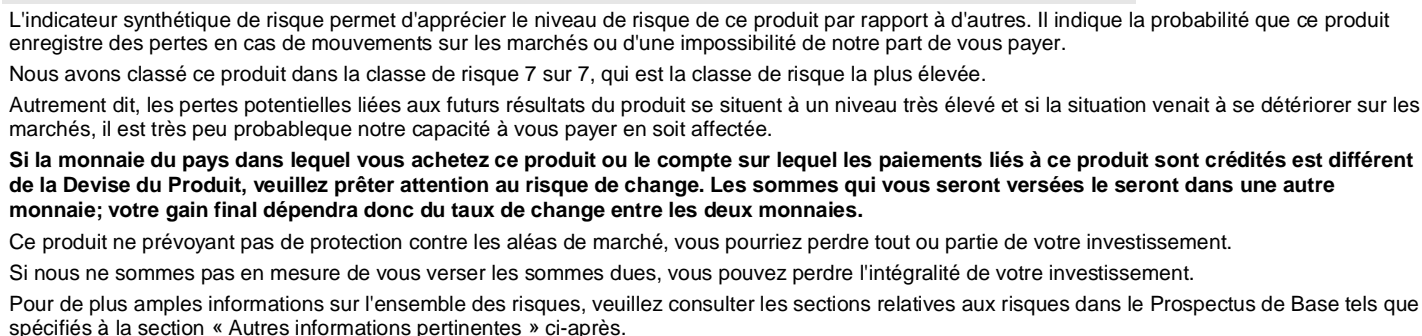 L'indicateur synthétique de risque permet d'apprécier le niveau de risque de ce produit par rapport à d'autres. Il indique la probabilité que ce produit
enregistre des pertes en cas de mouvements sur les marchés ou d'une impossibilité de notre part de vous payer.
Nous avons classé ce produit dans la classe de risque 7 sur 7, qui est la classe de risque la plus élevée.
Autrement dit, les pertes potentielles liées aux futurs résultats du produit se situent à un niveau très élevé et si la situation venait à se détériorer sur les
marchés, il est très peu probableque notre capacité à vous payer en soit affectée.
Si la monnaie du pays dans lequel vous achetez ce produit ou le compte sur lequel les paiements liés à ce produit sont crédités est différent
de la Devise du Produit, veuillez prêter attention au risque de change. Les sommes qui vous seront versées le seront dans une autre
monnaie; votre gain final dépendra donc du taux de change entre les deux monnaies.
Ce produit ne prévoyant pas de protection contre les aléas de marché, vous pourriez perdre tout ou partie de votre investissement.
Si nous ne sommes pas en mesure de vous verser les sommes dues, vous pouvez perdre l'intégralité de votre investissement.
Pour de plus amples informations sur l'ensemble des risques, veuillez consulter les sections relatives aux risques dans le Prospectus de Base tels que
spécifiés à la section « Autres informations pertinentes » ci-après.